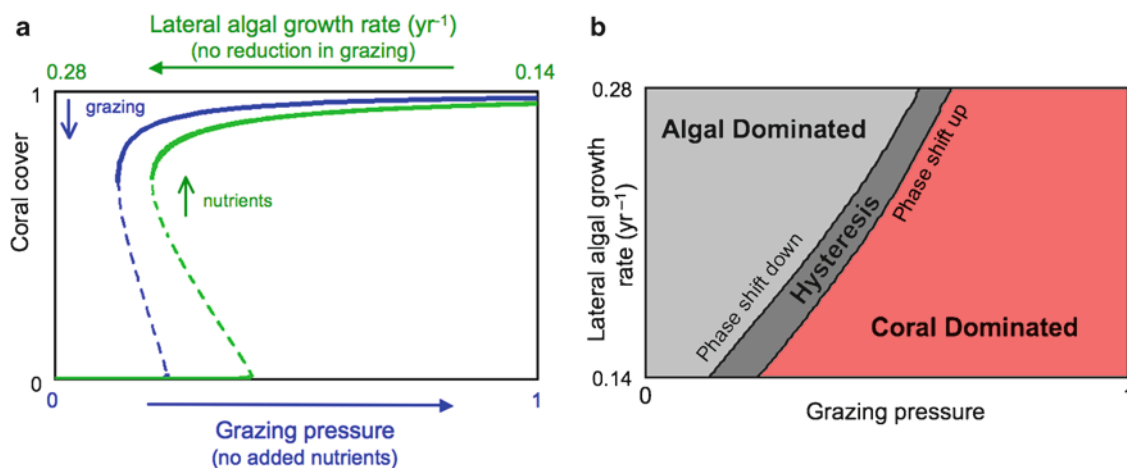 a
Lateral algal growth rate (yr⁻¹)
(no reduction in grazing)
0.28
0.14
1
grazing
nutrients
Coral cover
0
0
1
Grazing pressure
(no added nutrients)
b
0.28
Algal Dominated
Phase shift up
Hysteresis
Phase shift down
Coral Dominated
Lateral algal growth
rate (yr⁻¹)
0.14
0
1
Grazing pressure